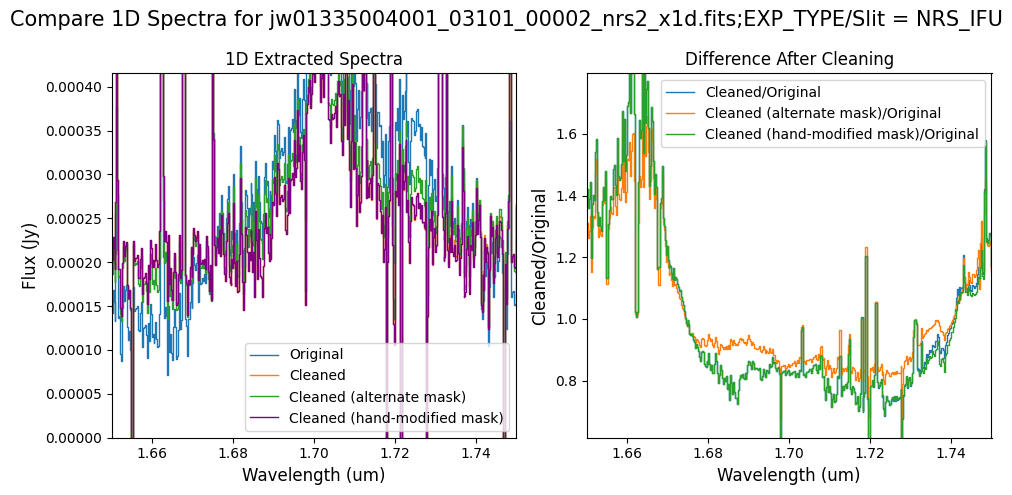 Compare 1D Spectra for jw01335004001_03101_00002_nrs2_x1d.fits;EXP_TYPE/Slit = NRS_IFU
1D Extracted Spectra
Flux (Jy)
0.00040
0.00035
0.00030
0.00025
0.00020
0.00015
0.00010
0.00005
0.00000
Original
Cleaned
Cleaned (alternate mask)
Cleaned (hand-modified mask)
1.66
1.68
1.70
1.72
1.74
Wavelength (um)
Difference After Cleaning
Cleaned/Original
1.6
1.4
1.2
1.0
0.8
Cleaned/Original
Cleaned (alternate mask)/Original
Cleaned (hand-modified mask)/Original
1.66
1.68
1.70
1.72
1.74
Wavelength (um)